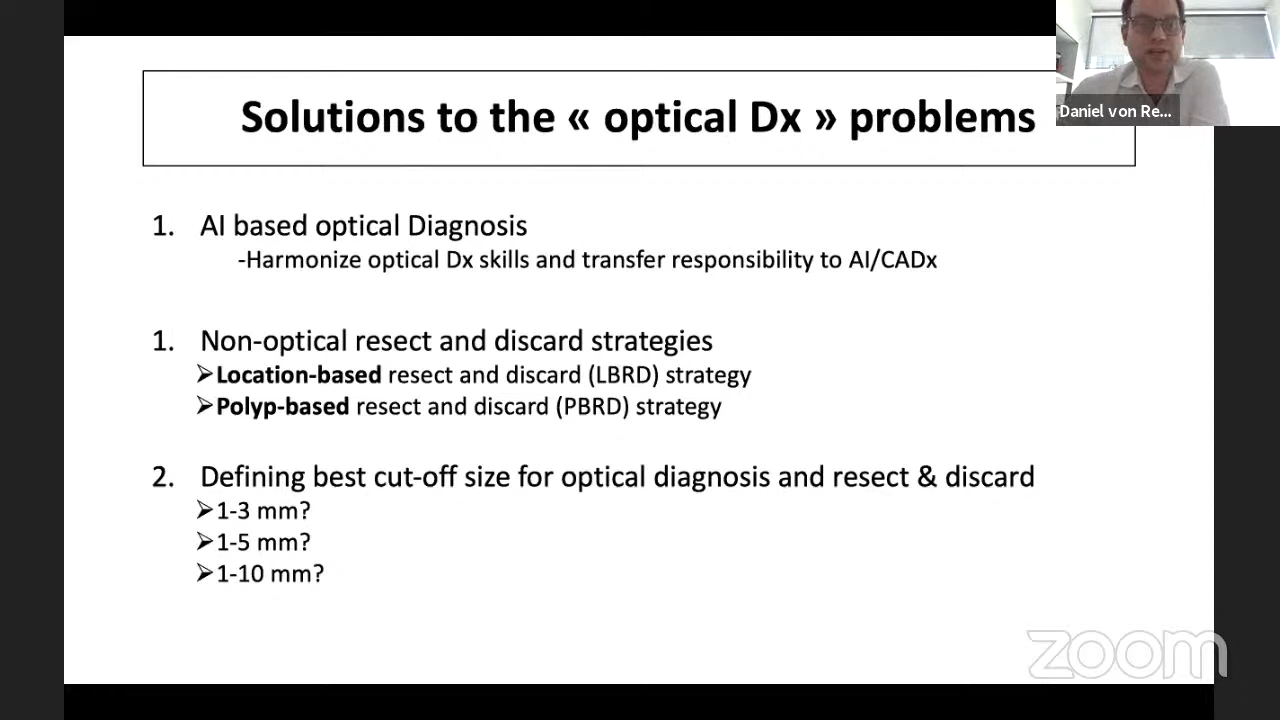 Solutions to the « optical Dx » problems
Daniel von Re...
1. AI based optical Diagnosis
-Harmonize optical Dx skills and transfer responsibility to AI/CADx
1. Non-optical resect and discard strategies
➢Location-based resect and discard (LBRD) strategy
➢Polyp-based resect and discard (PBRD) strategy
2. Defining best cut-off size for optical diagnosis and resect & discard
➢1-3 mm?
➢1-5 mm?
➢1-10 mm?
zoom